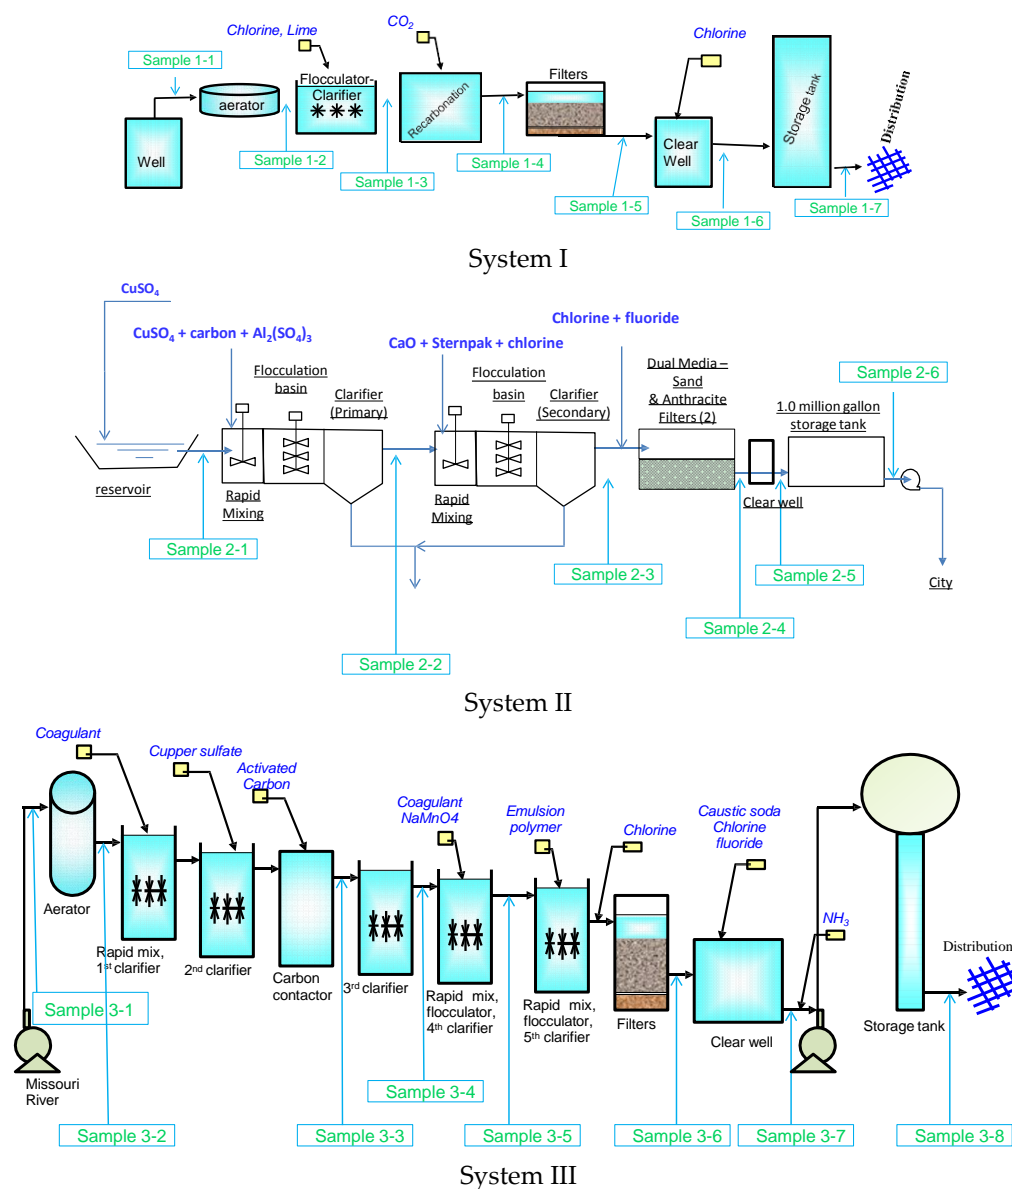 Chlorine, Lime
CO2
Chlorine
Sample 1-1
Flocculator-
Clarifier
Filters
aerator
Recarbonation
Storage tank
Distribution
Well
Clear
Well
Sample 1-2
Sample 1-3
Sample 1-4
Sample 1-5
Sample 1-6
Sample 1-7
System I
CuSO4
CuSO4 + carbon + Al2(SO4)3
Chlorine + fluoride
CaO + Sternpak + chlorine
Flocculation
basin
Clarifier
(Primary)
Flocculation
basin
Clarifier
(Secondary)
Dual Media –
Sand
& Anthracite
Filters (2)
Sample 2-6
1.0 million gallon
storage tank
reservoir
Rapid
Mixing
Rapid
Mixing
Clear well
Sample 2-1
Sample 2-3
Sample 2-5
City
Sample 2-4
Sample 2-2
System II
Coagulant
Cupper sulfate
Activated
Carbon
Coagulant
NaMnO4
Emulsion
polymer
Chlorine
Caustic soda
Chlorine
fluoride
NH3
Aerator
Rapid mix,
1st clarifier
2nd clarifier
Carbon
contactor
3rd clarifier
Rapid mix,
flocculator,
4th clarifier
Rapid mix,
flocculator,
5th clarifier
Filters
Clear well
Storage tank
Distribution
Sample 3-1
Missouri
River
Sample 3-4
Sample 3-2
Sample 3-3
Sample 3-5
Sample 3-6
Sample 3-7
Sample 3-8
System III